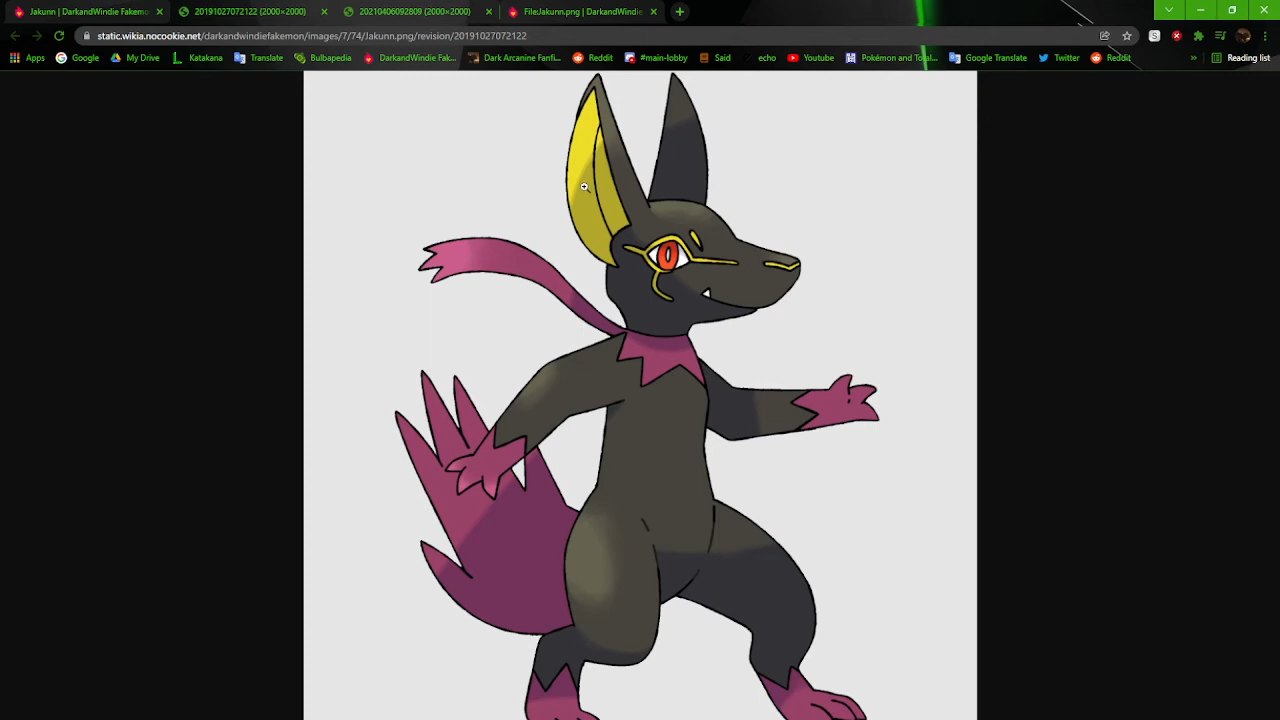 Jakunn | DarkandWindie Fakemo 20191027072122 (2000×2000) 20210406092809 (2000×2000) File:Jakunn.png | DarkandWindie
static.wikia.nocookie.net/darkandwindiefakemon/images/7/74/Jakunn.png/revision/20191027072122
Apps Google My Drive Katakana Translate Bulbapedia DarkandWindie Fak... Dark Arcanine Fanfi... Reddit #main-lobby Said echo Youtube Pokémon and Total... Google Translate Twitter Reddit » Reading list